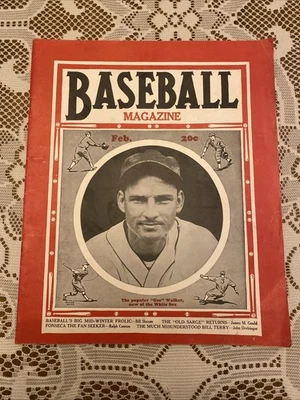 BASEBALL
MAGAZINE
Feb. 20c
The popular "Gee" Walker,
now of the White Sox
BASEBALL'S BIG MID-WINTER FROLIC—Bill Slocum THE "OLD-SARGE" RETURNS—James M. Gould
FONSECA THE FAN SEEKER—Ralph Cannon THE MUCH MISUNDERSTOOD BILL TERRY—John Drebinger